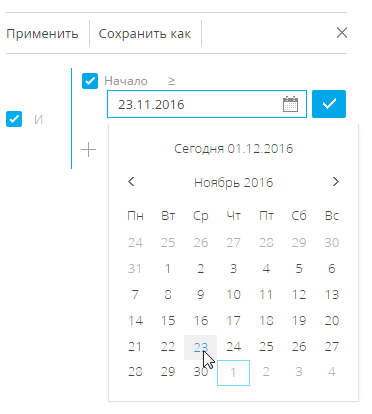 Применить Сохранить как
Начало ≥
23.11.2016
И
Сегодня 01.12.2016
Ноябрь 2016
Пн Вт Ср Чт Пт Сб Вс
24 25 26 27 28 29 30
31 1 2 3 4 5 6
7 8 9 10 11 12 13
14 15 16 17 18 19 20
21 22 23 24 25 26 27
28 29 30 1 2 3 4